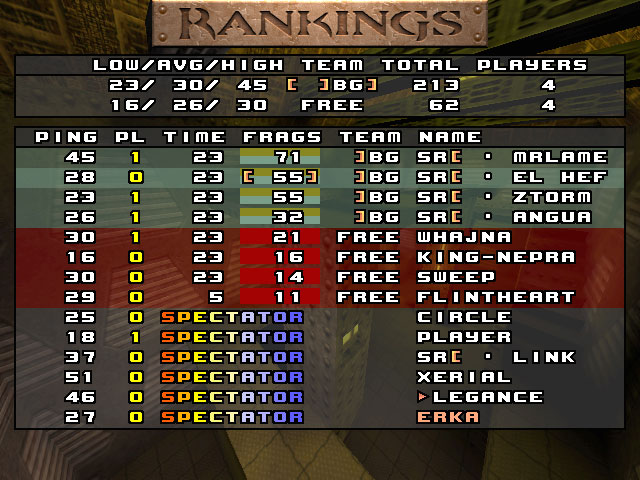 RANKINGS
LOW/AVG/HIGH TEAM TOTAL PLAYERS
23/ 30/ 45 [ ]BG] 213 4
16/ 26/ 30 FREE 62 4
PING PL TIME FRAGS TEAM NAME
45 1 23 71 ]BG SR[ · MRLAME
28 0 23 [ 55] ]BG SR[ · EL HEF
23 1 23 55 ]BG SR[ · ZTORM
26 1 23 32 ]BG SR[ · ANGUA
30 1 23 21 FREE WHAJNA
16 0 23 16 FREE KING-NEPRA
30 0 23 14 FREE SWEEP
29 0 5 11 FREE FLINTHEART
25 0 SPECTATOR CIRCLE
18 1 SPECTATOR PLAYER
37 0 SPECTATOR SR[ · LINK
51 0 SPECTATOR XERIAL
46 0 SPECTATOR ▸LEGANCE
27 0 SPECTATOR ERKA